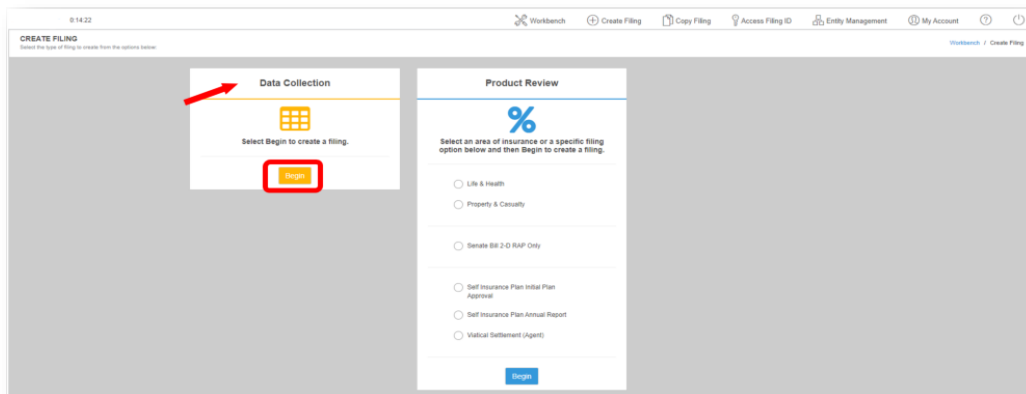 0:14:22
Workbench
Create Filing
Copy Filing
Access Filing ID
Entity Management
My Account
CREATE FILING
Select the type of filing to create from the options below.
Workbench / Create Filing
Data Collection
Select Begin to create a filing.
Begin
Product Review
%
Select an area of insurance or a specific filing
option below and then Begin to create a filing.
Life & Health
Property & Casualty
Senate Bill 2-D RAP Only
Self Insurance Plan Initial Plan
Approval
Self Insurance Plan Annual Report
Viatical Settlement (Agent)
Begin